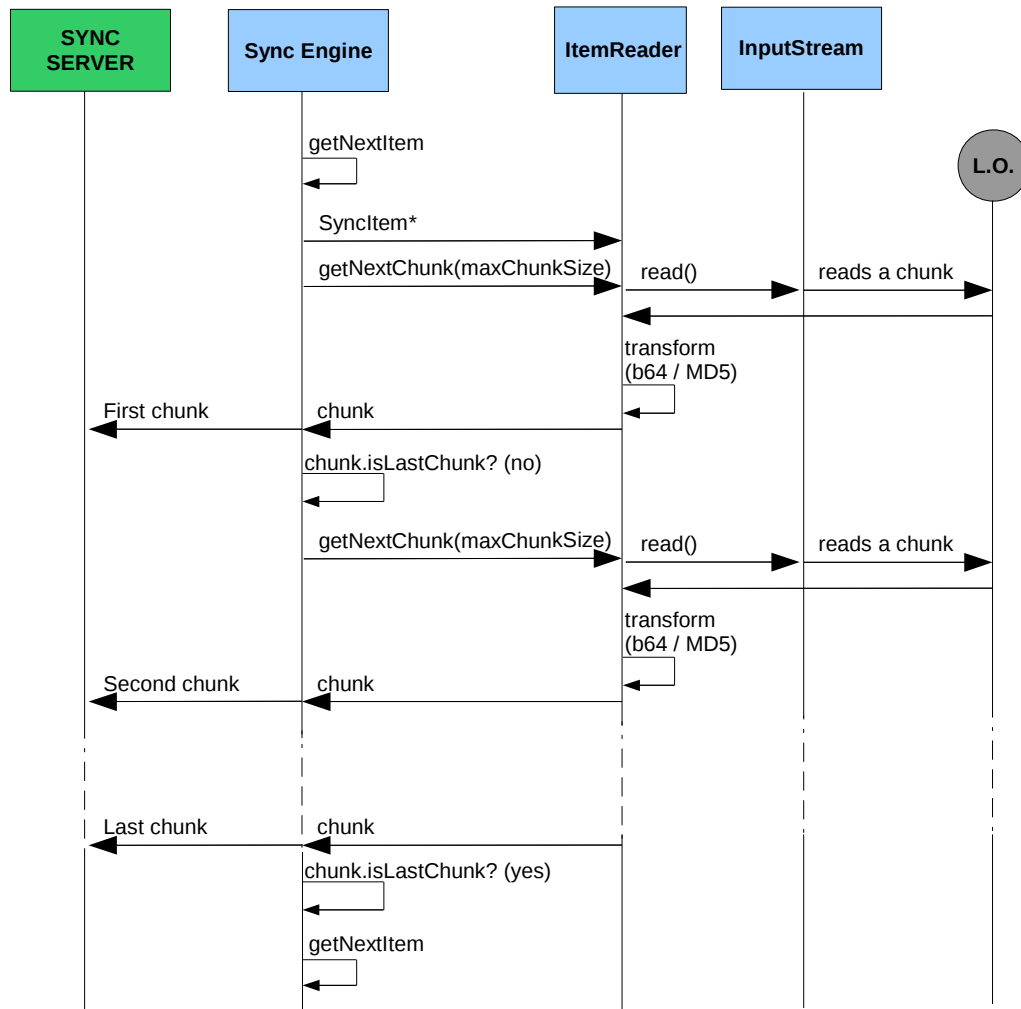 SYNC
SERVER
Sync Engine
ItemReader
InputStream
L.O.
getNextItem
SyncItem*
getNextChunk(maxChunkSize)
read()
reads a chunk
transform
(b64 / MD5)
First chunk
chunk
chunk.isLastChunk? (no)
getNextChunk(maxChunkSize)
read()
reads a chunk
transform
(b64 / MD5)
Second chunk
chunk
Last chunk
chunk
chunk.isLastChunk? (yes)
getNextItem